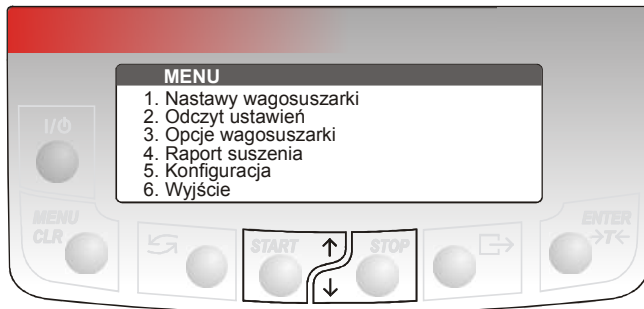 MENU
1. Nastawy wagosuszarki
2. Odczyt ustawień
3. Opcje wagosuszarki
4. Raport suszenia
5. Konfiguracja
6. Wyjście
I/⏻
MENU
CLR
START ↑ STOP
↓
ENTER
→T←